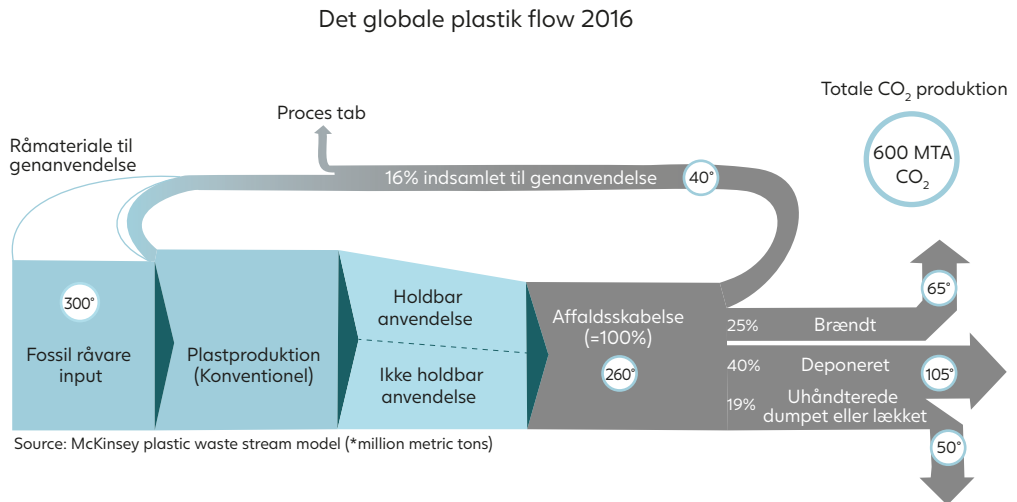 Det globale plastik flow 2016
Totale CO₂ produktion
600 MTA
CO₂
Proces tab
Råmateriale til
genanvendelse
16% indsamlet til genanvendelse
40°
300°
Fossil råvare
input
Plastproduktion
(Konventionel)
Holdbar
anvendelse
Ikke holdbar
anvendelse
Affaldsskabelse
(=100%)
260°
25% Brændt
65°
40% Deponeret
105°
19% Uhåndterede
dumpet eller lækket
50°
Source: McKinsey plastic waste stream model (*million metric tons)